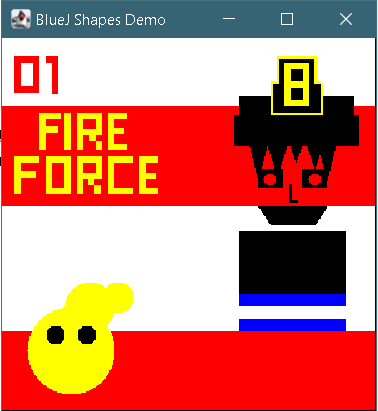 BlueJ Shapes Demo
01
8
FIRE
FORCE